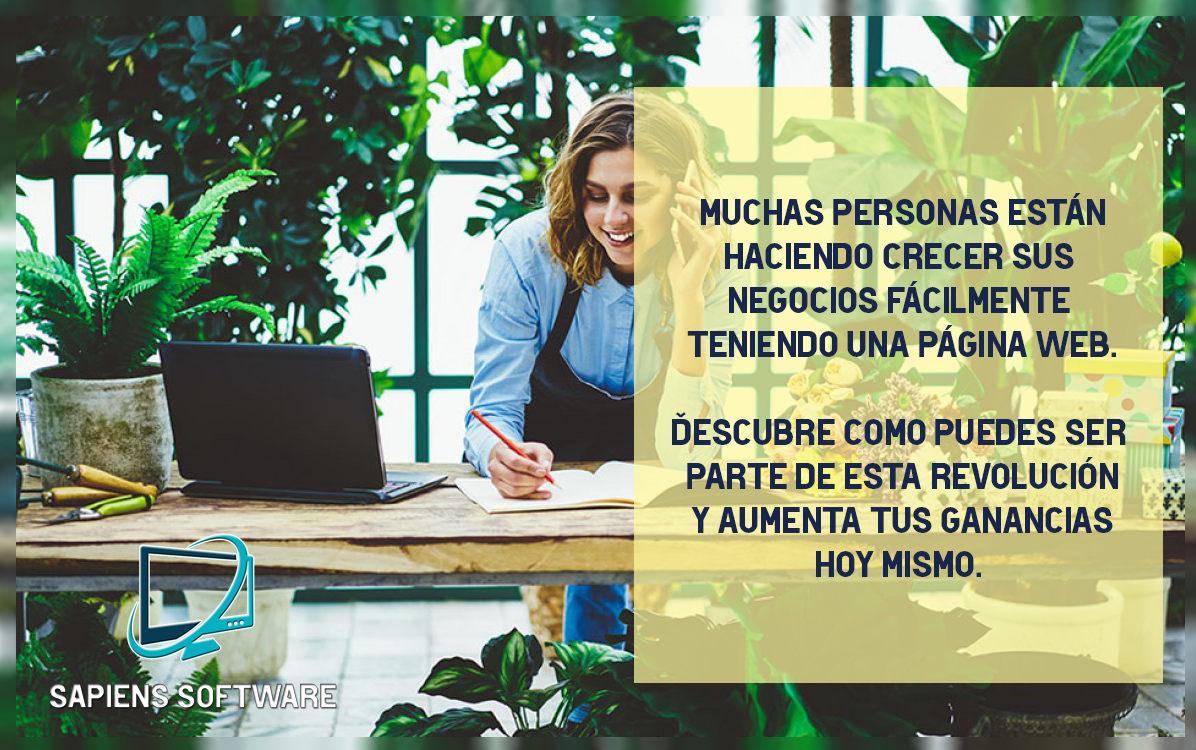 MUCHAS PERSONAS ESTÁN
HACIENDO CRECER SUS
NEGOCIOS FÁCILMENTE
TENIENDO UNA PÁGINA WEB.
ĎESCUBRE COMO PUEDES SER
PARTE DE ESTA REVOLUCIÓN
Y AUMENTA TUS GANANCIAS
HOY MISMO.
SAPIENS SOFTWARE